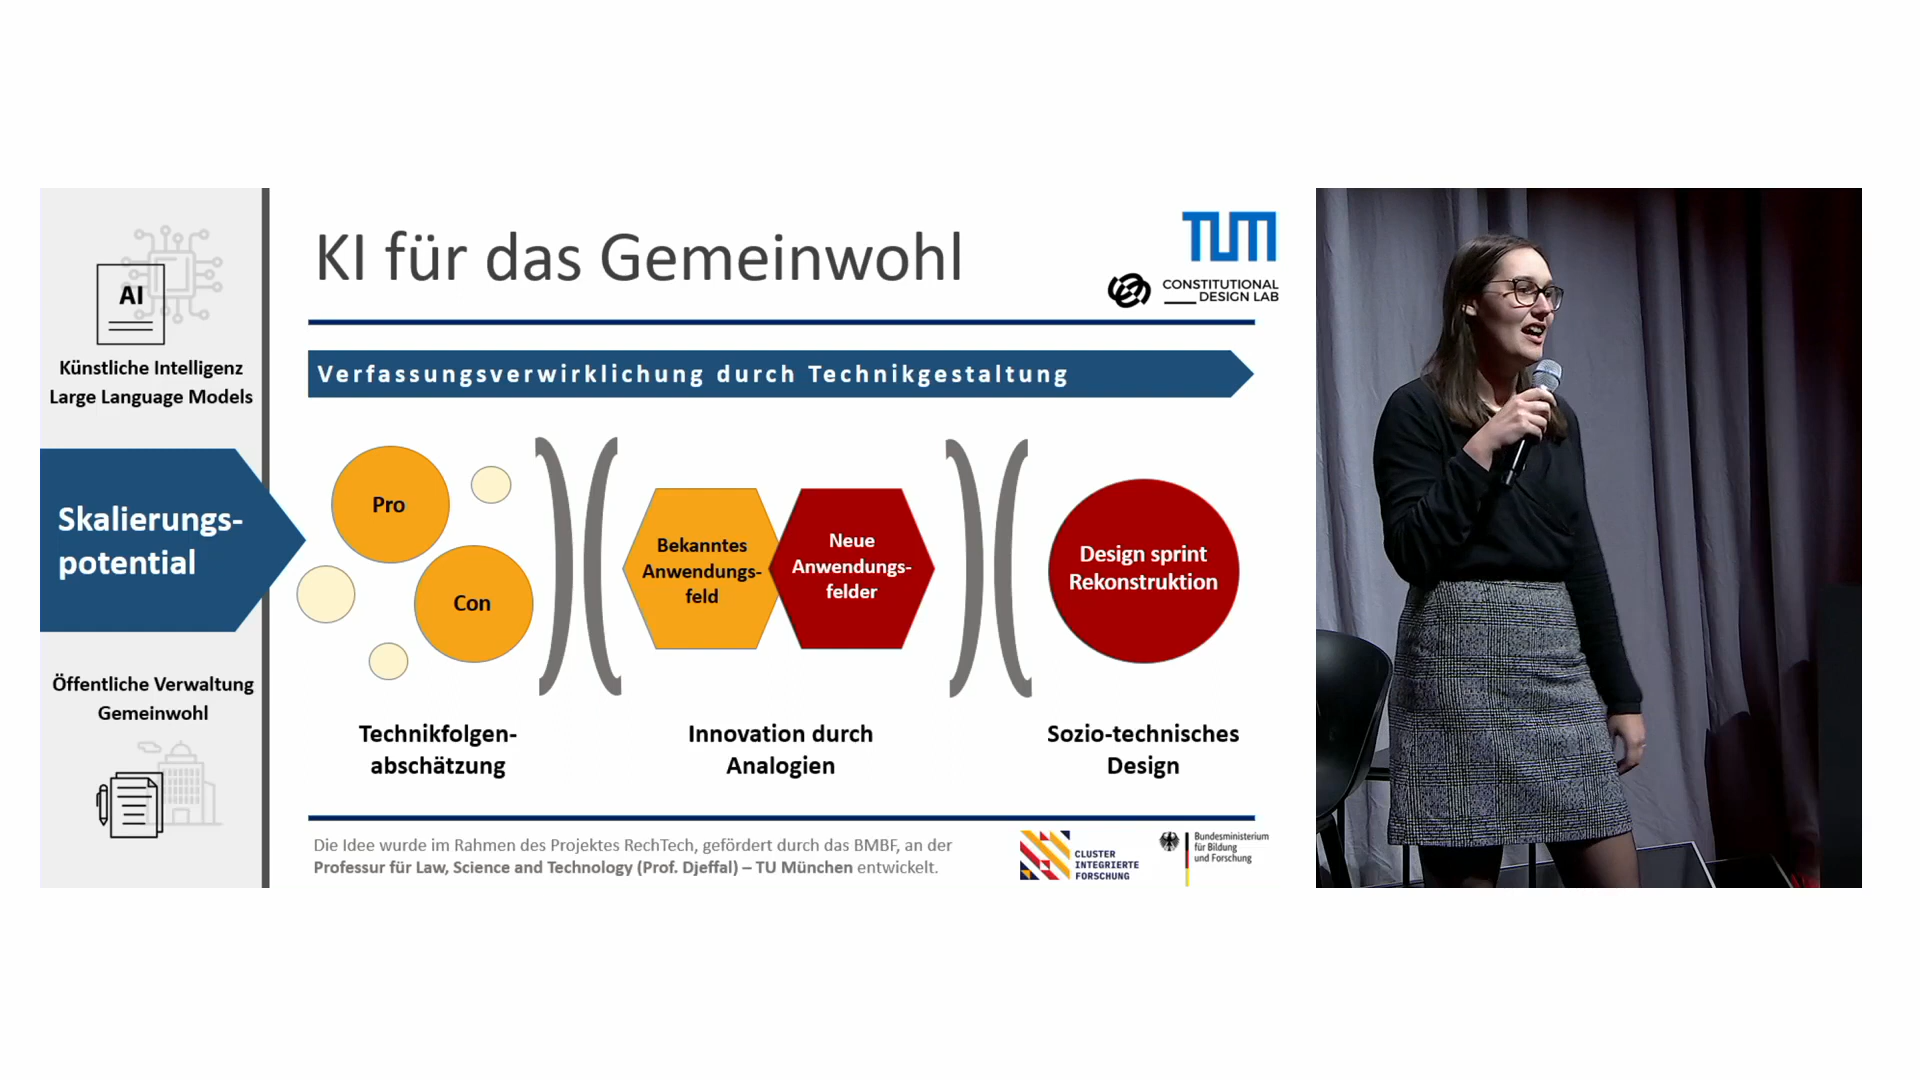 AI
Künstliche Intelligenz
Large Language Models
Skalierungs-
potential
Öffentliche Verwaltung
Gemeinwohl
KI für das Gemeinwohl
TUM
CONSTITUTIONAL
DESIGN LAB
Verfassungsverwirklichung durch Technikgestaltung
Pro
Con
Technikfolgen-
abschätzung
Bekanntes
Anwendungs-
feld
Neue
Anwendungs-
felder
Innovation durch
Analogien
Design sprint
Rekonstruktion
Sozio-technisches
Design
Die Idee wurde im Rahmen des Projektes RechTech, gefördert durch das BMBF, an der
Professur für Law, Science and Technology (Prof. Djeffal) – TU München entwickelt.
CLUSTER
INTEGRIERTE
FORSCHUNG
Bundesministerium
für Bildung
und Forschung